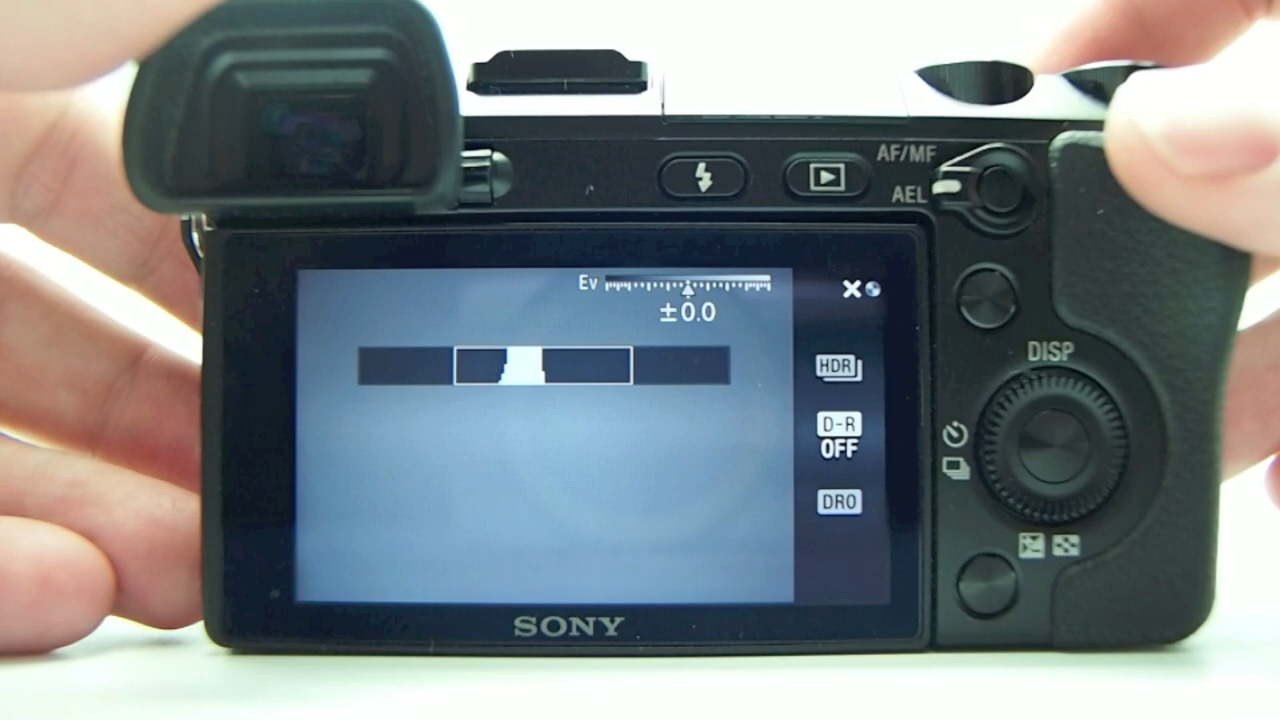 AF/MF
AEL
Ev
±0.0
HDR
D-R
OFF
DRO
DISP
SONY